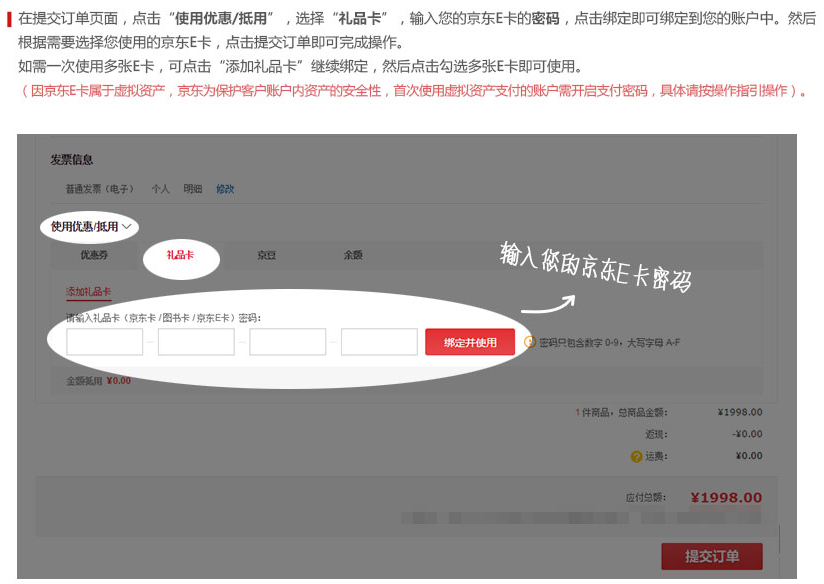 在提交订单页面，点击“使用优惠/抵用”，选择“礼品卡”，输入您的京东E卡的密码，点击绑定即可绑定到您的账户中。然后
根据需要选择您使用的京东E卡，点击提交订单即可完成操作。
如需一次使用多张E卡，可点击“添加礼品卡”继续绑定，然后点击勾选多张E卡即可使用。
（因京东E卡属于虚拟资产，京东为保护客户账户内资产的安全性，首次使用虚拟资产支付的账户需开启支付密码，具体请按操作指引操作）。
发票信息
普通发票（电子） 个人 明细 修改
使用优惠/抵用
优惠券 礼品卡 京豆 余额
输入您的京东E卡密码
添加礼品卡
请输入礼品卡（京东卡/图书卡/京东E卡）密码：
绑定并使用 密码只包含数字 0-9，大写字母 A-F
金额抵用 ¥0.00
1 件商品，总商品金额： ¥1998.00
返现： -¥0.00
? 运费： ¥0.00
应付总额： ¥1998.00
提交订单